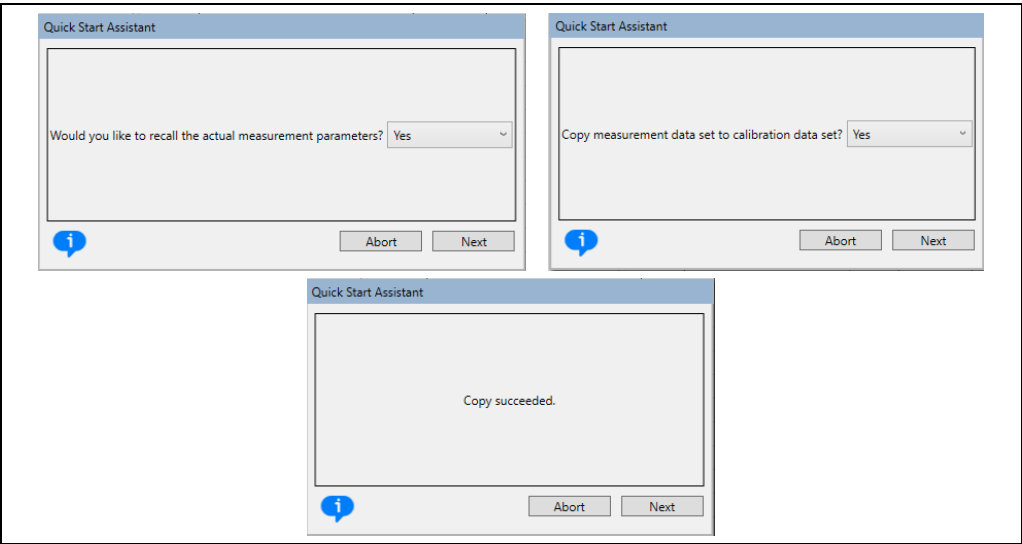 Quick Start Assistant
Would you like to recall the actual measurement parameters? Yes
Abort Next
Quick Start Assistant
Copy measurement data set to calibration data set? Yes
Abort Next
Quick Start Assistant
Copy succeeded.
Abort Next